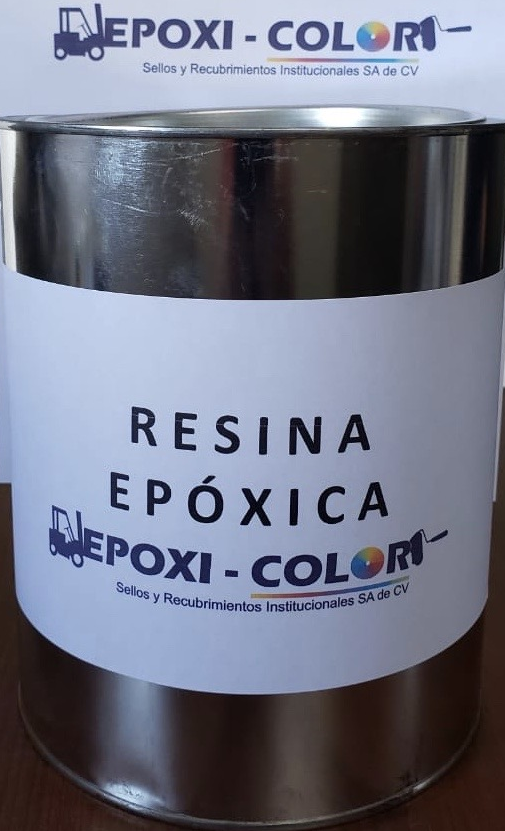 EPOXI - COLOR
Sellos y Recubrimientos Institucionales SA de CV
RESINA
EPÓXICA
EPOXI - COLOR
Sellos y Recubrimientos Institucionales SA de CV